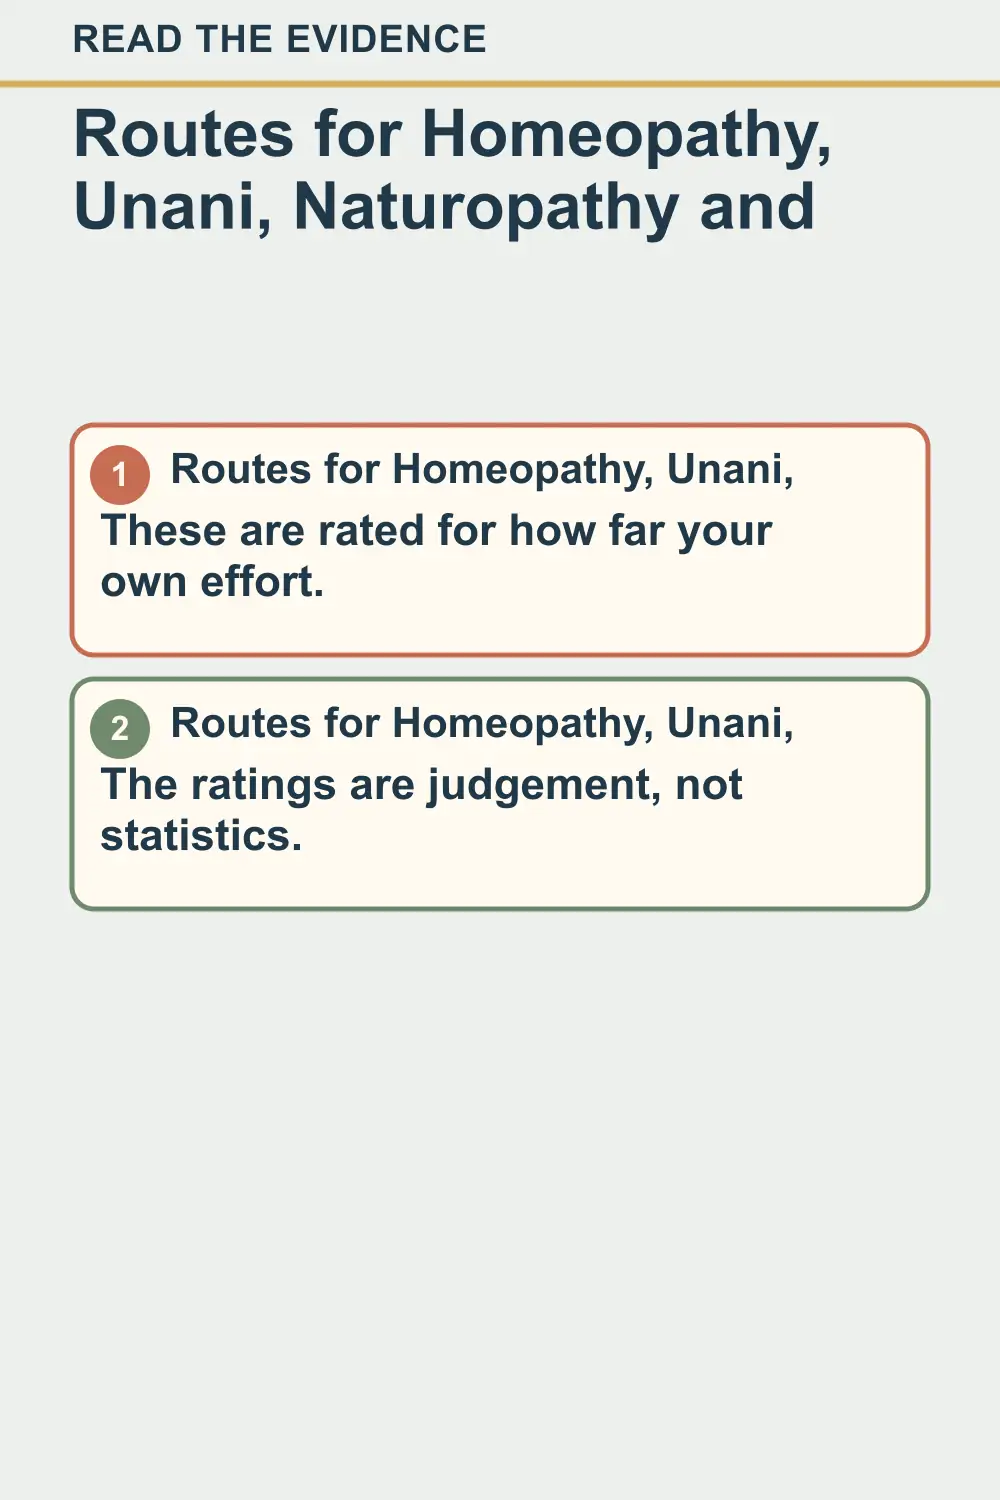 READ THE EVIDENCE
Routes for Homeopathy,
Unani, Naturopathy and
1 Routes for Homeopathy, Unani,
These are rated for how far your
own effort.
2 Routes for Homeopathy, Unani,
The ratings are judgement, not
statistics.